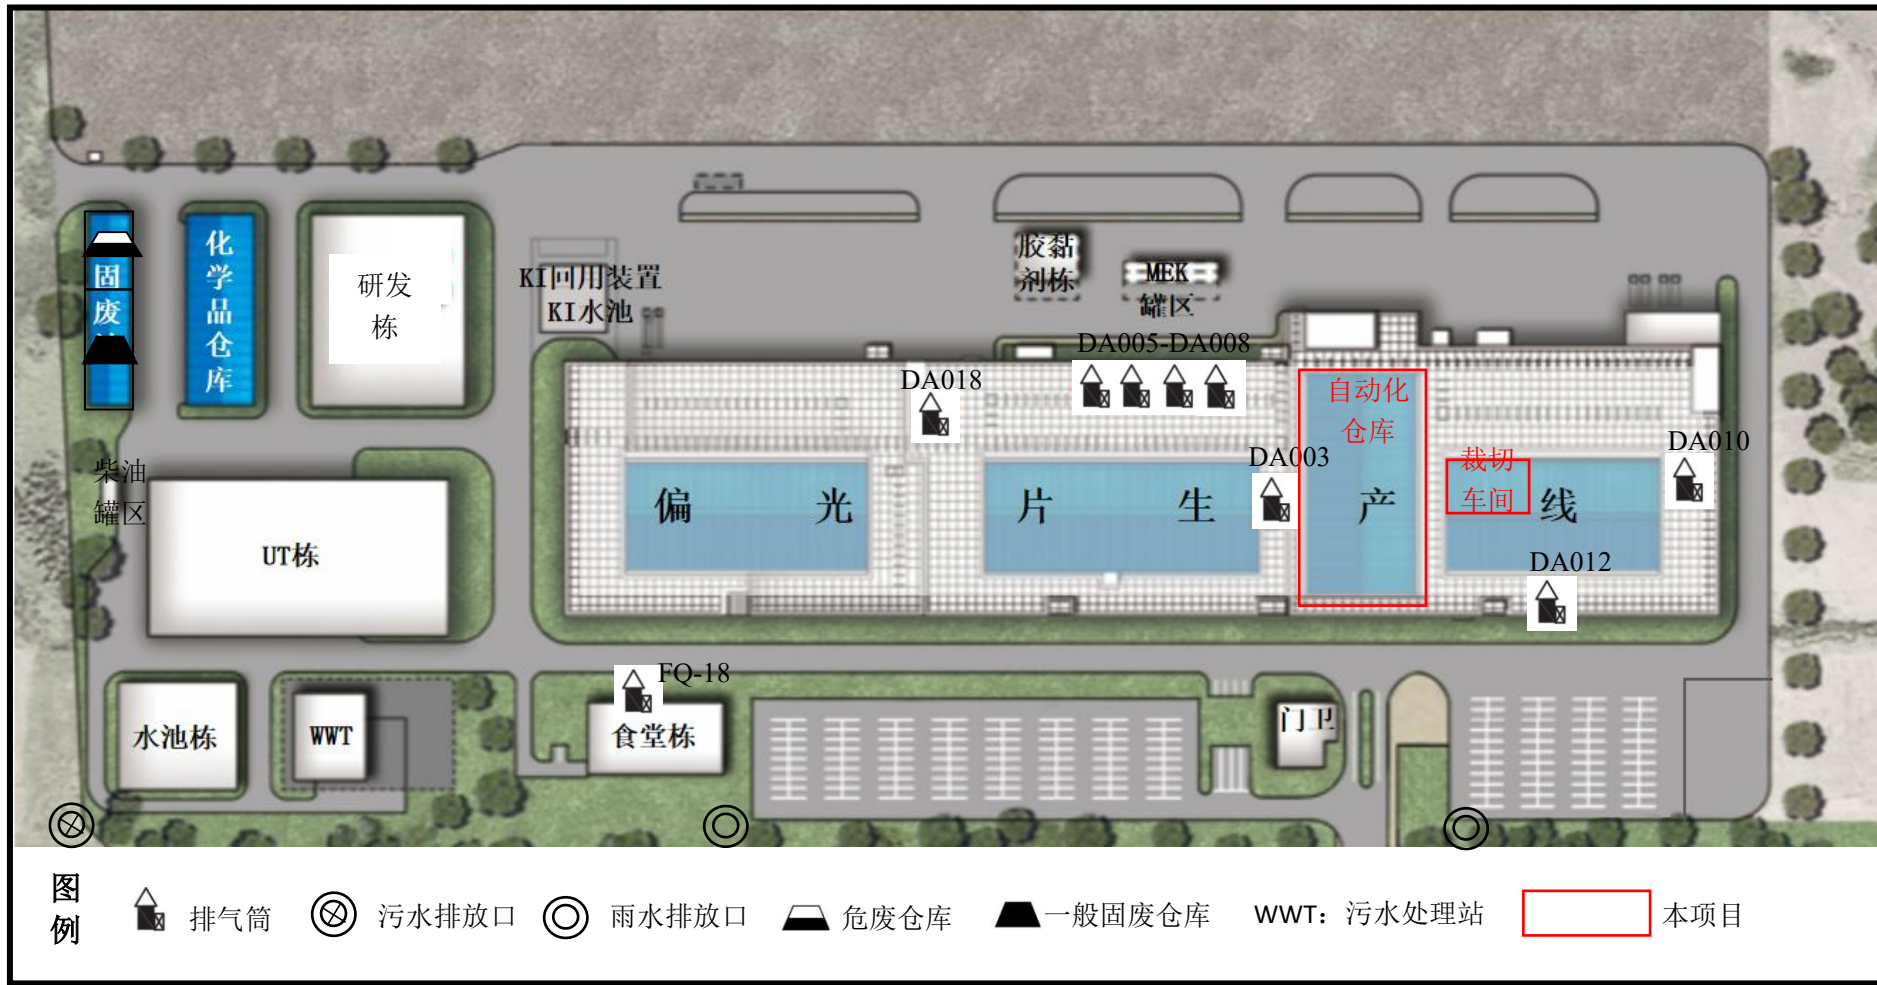 固
废
化
学
品
仓
库
研发
栋
KI回用装置
KI水池
胶黏
剂栋
MEK
罐区
DA005-DA008
DA018
自动化
仓库
DA003
裁切
车间
DA010
柴油
罐区
偏 光 片 生 产 线
UT栋
DA012
FQ-18
水池栋
WWT
食堂栋
门卫
图
例
排气筒
污水排放口
雨水排放口
危废仓库
一般固废仓库
WWT：污水处理站
本项目